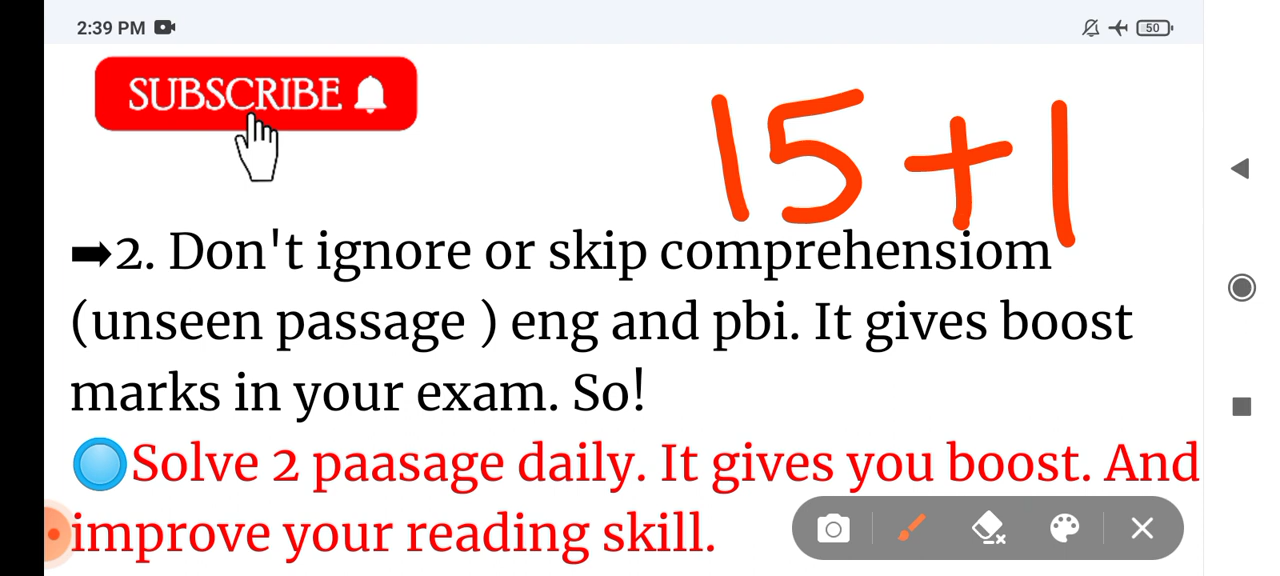 2:39 PM
50
SUBSCRIBE
15+1
➡2. Don't ignore or skip comprehensiom
(unseen passage ) eng and pbi. It gives boost
marks in your exam. So!
🔵Solve 2 paasage daily. It gives you boost. And
improve your reading skill.